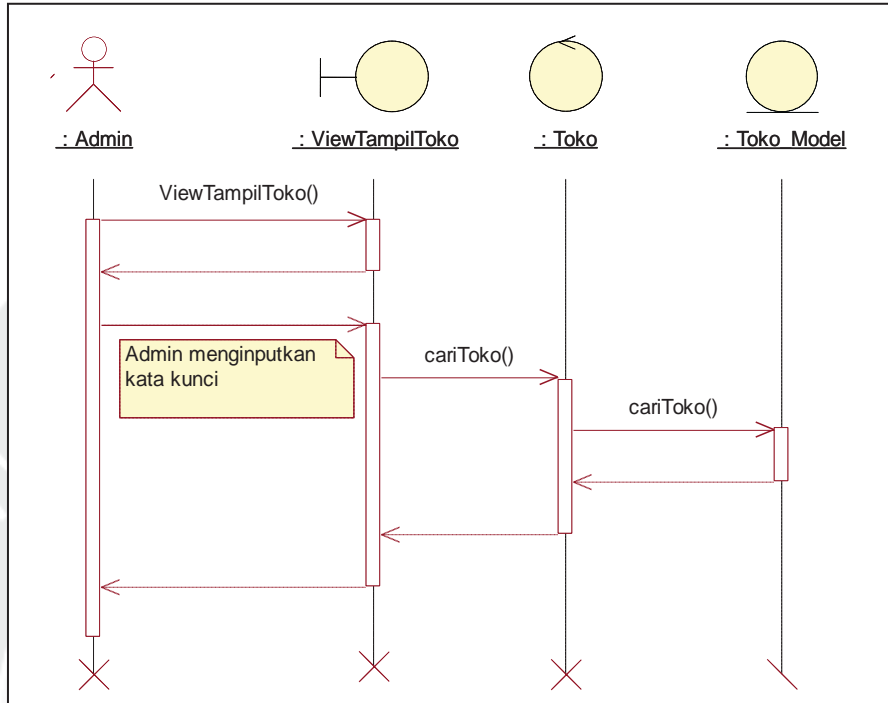 : Admin
: ViewTampilToko
: Toko
: Toko_Model
ViewTampilToko()
Admin menginputkan
kata kunci
cariToko()
cariToko()